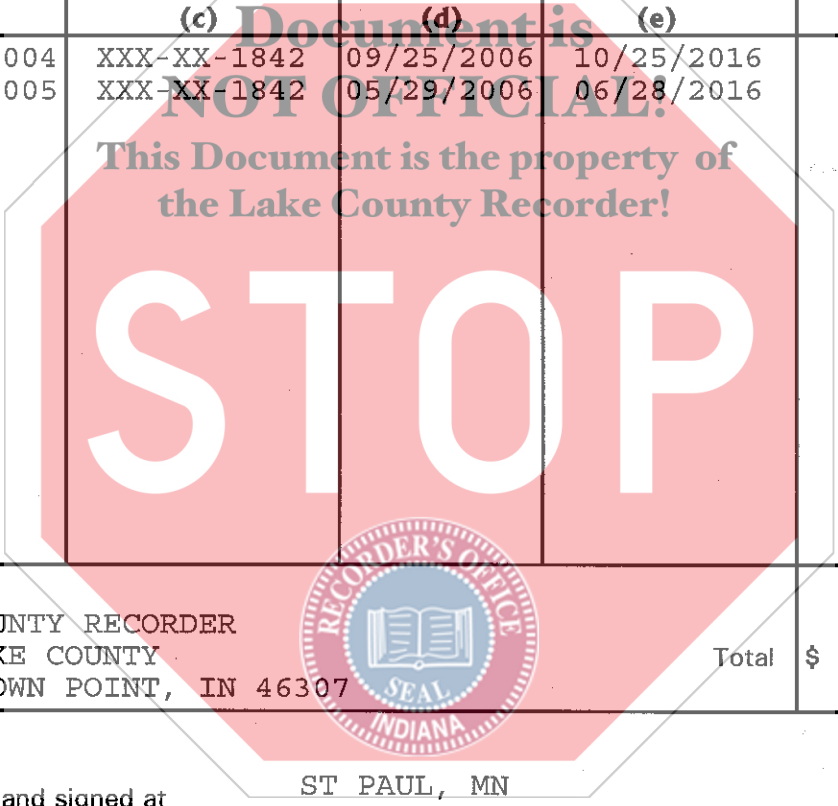 (c) (d) (e)
Document is
004 XXX-XX-1842 09/25/2006 10/25/2016
005 XXX-XX-1842 05/29/2006 06/28/2016
NOT OFFICIAL!
This Document is the property of
the Lake County Recorder!
STOP
RECORDER'S OFFICE
SEAL
INDIANA
UNTY RECORDER
KE COUNTY
Total $
OWN POINT, IN 46307
ST PAUL, MN
and signed at